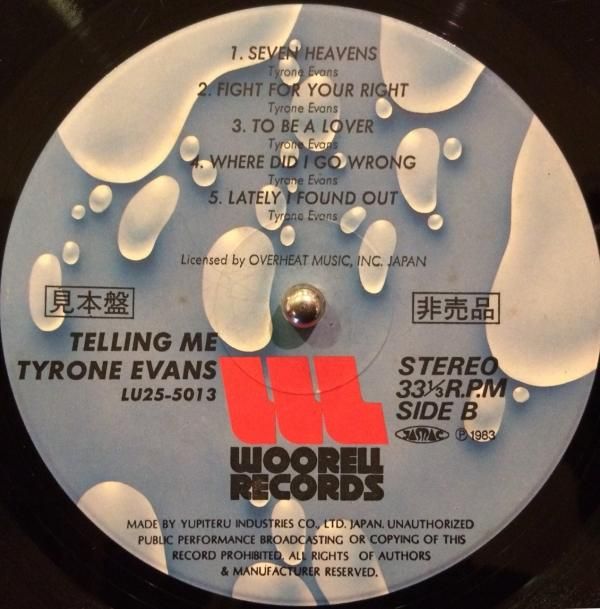 1. SEVEN HEAVENS
Tyrone Evans
2. FIGHT FOR YOUR RIGHT
Tyrone Evans
3. TO BE A LOVER
Tyrone Evans
4. WHERE DID I GO WRONG
Tyrone Evans
5. LATELY I FOUND OUT
Tyrone Evans
Licensed by OVERHEAT MUSIC, INC. JAPAN
見本盤
非売品
TELLING ME
TYRONE EVANS
LU25-5013
STEREO
33⅓R.P.M
SIDE B
JASRAC Ⓟ 1983
WOORELL
RECORDS
MADE BY YUPITERU INDUSTRIES CO., LTD. JAPAN. UNAUTHORIZED
PUBLIC PERFORMANCE BROADCASTING OR COPYING OF THIS
RECORD PROHIBITED. ALL RIGHTS OF AUTHORS
& MANUFACTURER RESERVED.